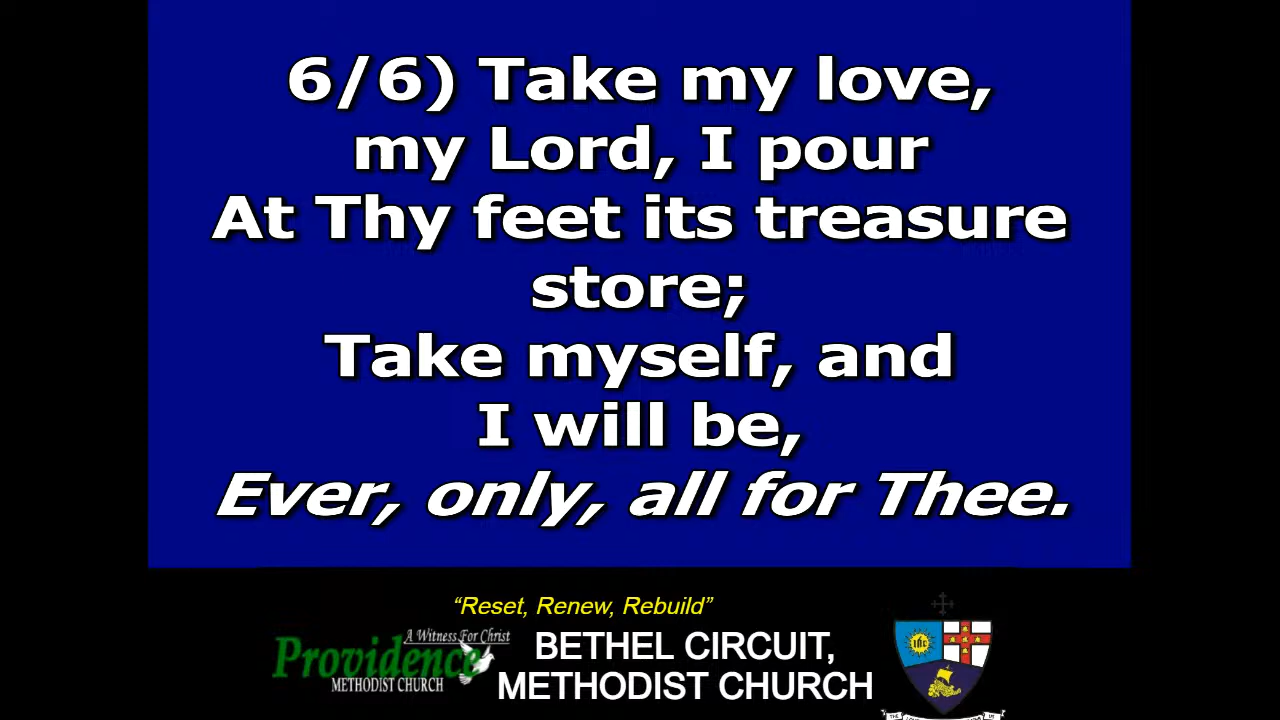 6/6) Take my love,
my Lord, I pour
At Thy feet its treasure
store;
Take myself, and
I will be,
Ever, only, all for Thee.
“Reset, Renew, Rebuild”
A Witness For Christ
Providence
METHODIST CHURCH
BETHEL CIRCUIT,
METHODIST CHURCH
IHC